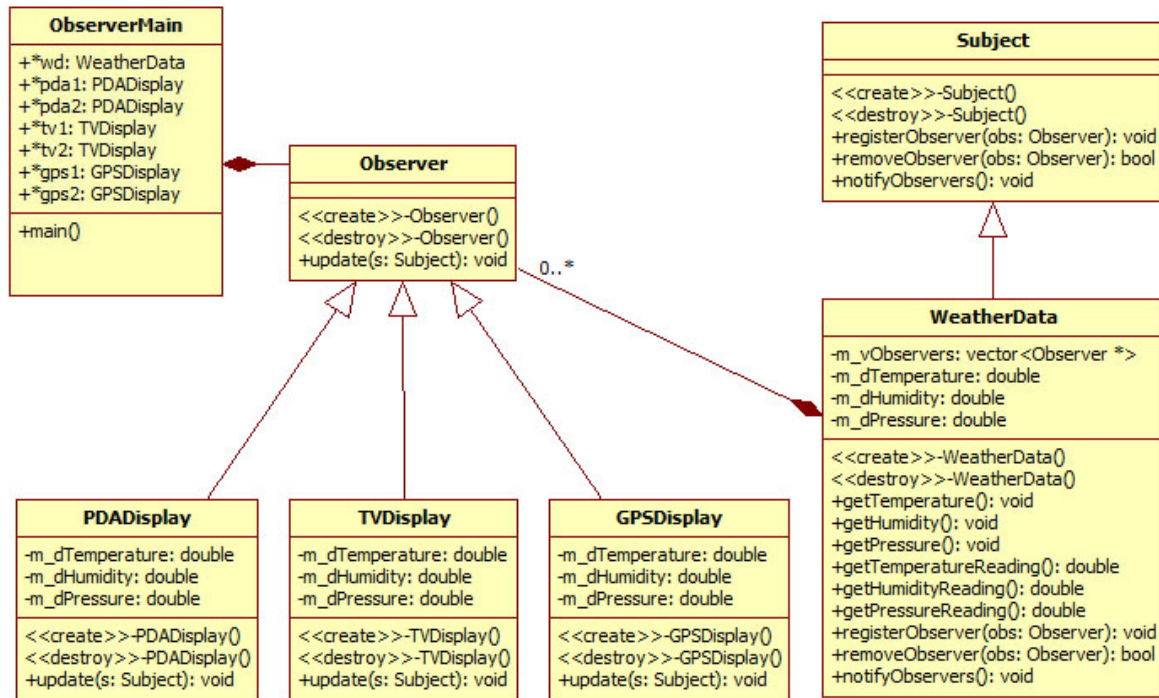 ObserverMain
+*wd: WeatherData
+*pda1: PDADisplay
+*pda2: PDADisplay
+*tv1: TVDisplay
+*tv2: TVDisplay
+*gps1: GPSDisplay
+*gps2: GPSDisplay
+main()
Observer
<<create>>-Observer()
<<destroy>>-Observer()
+update(s: Subject): void
0..*
Subject
<<create>>-Subject()
<<destroy>>-Subject()
+registerObserver(obs: Observer): void
+removeObserver(obs: Observer): bool
+notifyObservers(): void
WeatherData
-m_vObservers: vector<Observer *>
-m_dTemperature: double
-m_dHumidity: double
-m_dPressure: double
<<create>>-WeatherData()
<<destroy>>-WeatherData()
+getTemperature(): void
+getHumidity(): void
+getPressure(): void
+getTemperatureReading(): double
+getHumidityReading(): double
+getPressureReading(): double
+registerObserver(obs: Observer): void
+removeObserver(obs: Observer): bool
+notifyObservers(): void
PDADisplay
-m_dTemperature: double
-m_dHumidity: double
-m_dPressure: double
<<create>>-PDADisplay()
<<destroy>>-PDADisplay()
+update(s: Subject): void
TVDisplay
-m_dTemperature: double
-m_dHumidity: double
-m_dPressure: double
<<create>>-TVDisplay()
<<destroy>>-TVDisplay()
+update(s: Subject): void
GPSDisplay
-m_dTemperature: double
-m_dHumidity: double
-m_dPressure: double
<<create>>-GPSDisplay()
<<destroy>>-GPSDisplay()
+update(s: Subject): void